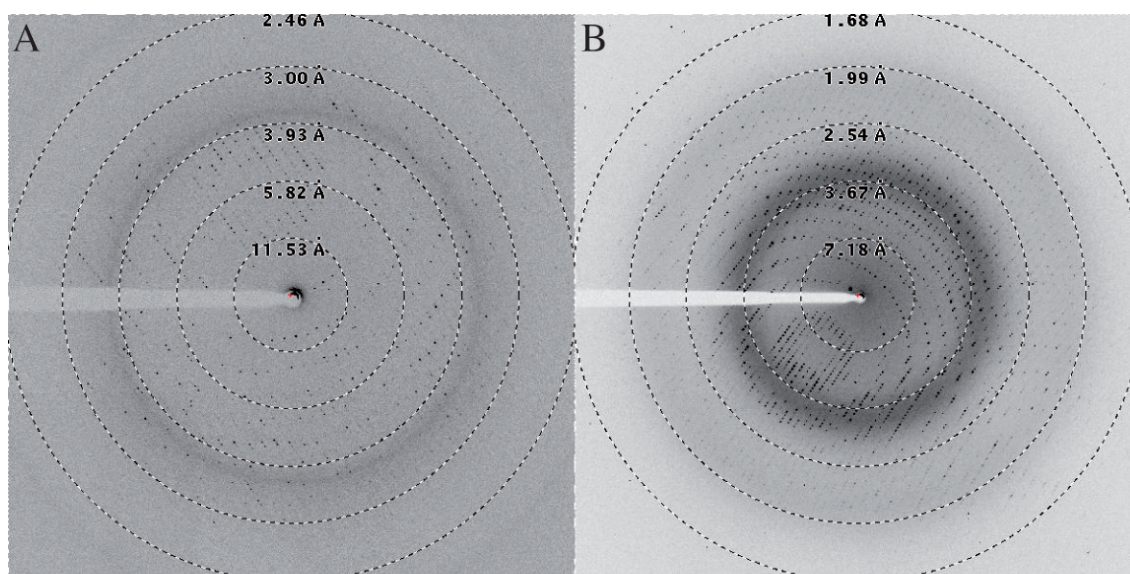 A
2.46 Å
3.00 Å
3.93 Å
5.82 Å
11.53 Å
B
1.68 Å
1.99 Å
2.54 Å
3.67 Å
7.18 Å